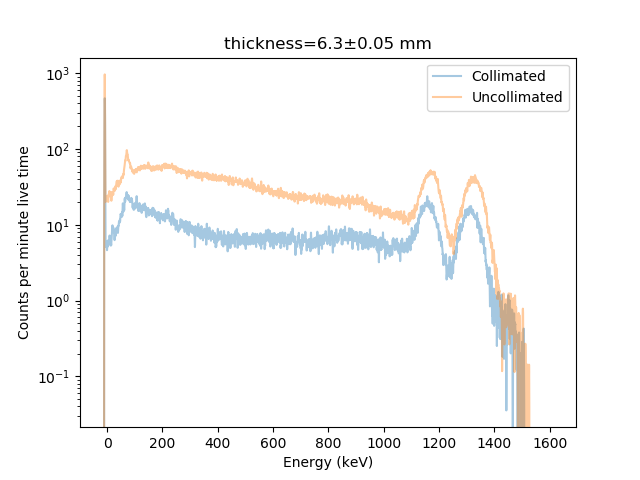 thickness=6.3±0.05 mm
Collimated
Uncollimated
Counts per minute live time
10³
10²
10¹
10⁰
10⁻¹
0 200 400 600 800 1000 1200 1400 1600
Energy (keV)